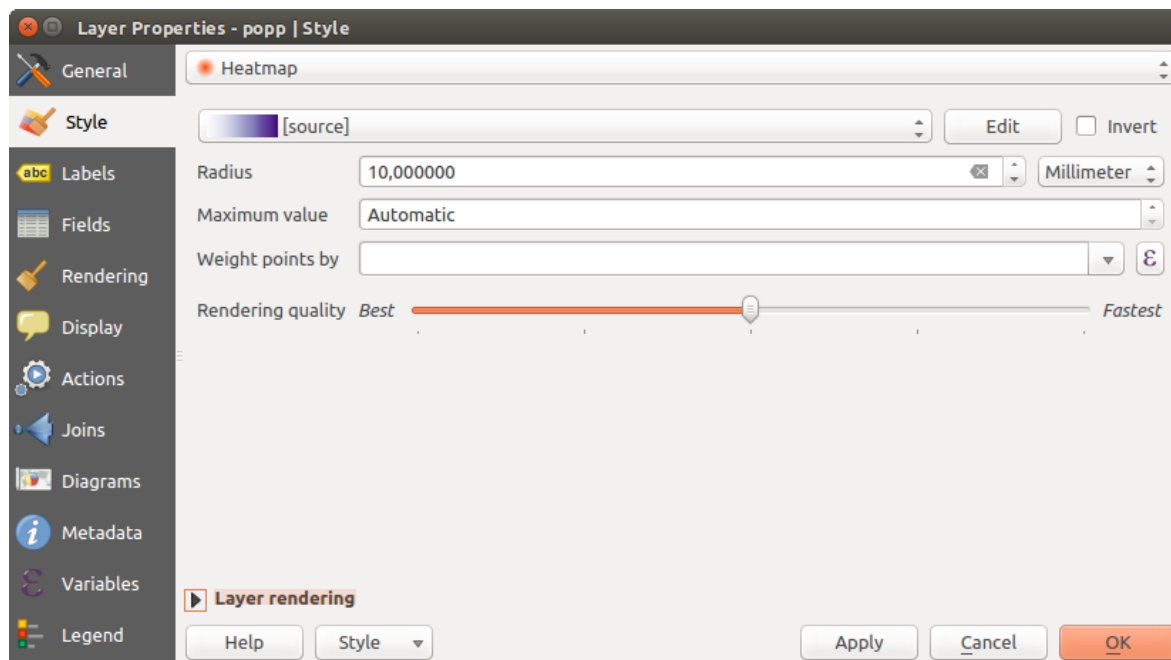 Layer Properties - popp | Style
General
Heatmap
Style
[source]
Edit
Invert
abc
Labels
Radius
10,000000
Millimeter
Fields
Maximum value
Automatic
Weight points by
ε
Rendering
Rendering quality
Best
Fastest
Display
Actions
Joins
Diagrams
i
Metadata
ε
Variables
Layer rendering
Legend
Help
Style
Apply
Cancel
OK